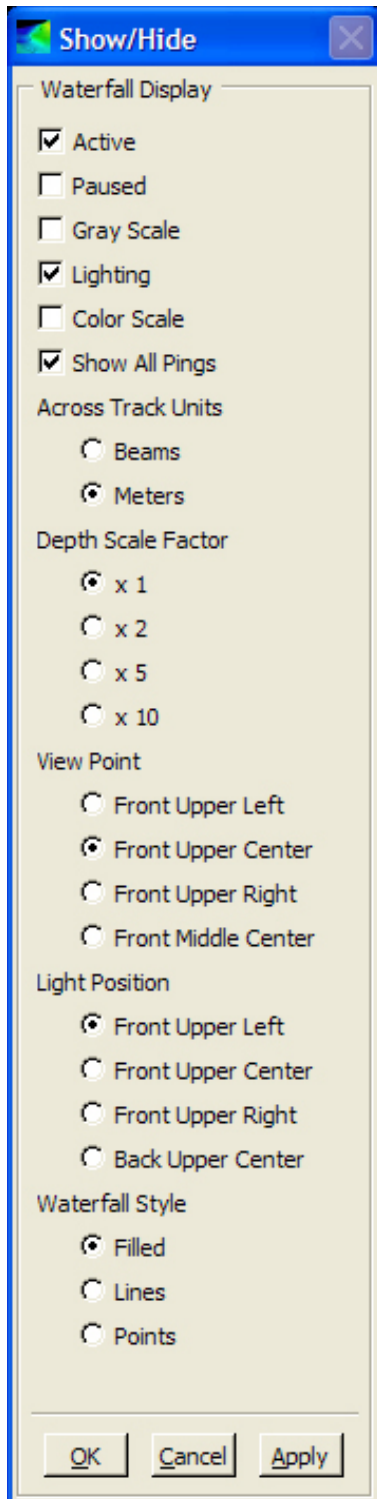 Show/Hide
Waterfall Display
Active
Paused
Gray Scale
Lighting
Color Scale
Show All Pings
Across Track Units
Beams
Meters
Depth Scale Factor
x 1
x 2
x 5
x 10
View Point
Front Upper Left
Front Upper Center
Front Upper Right
Front Middle Center
Light Position
Front Upper Left
Front Upper Center
Front Upper Right
Back Upper Center
Waterfall Style
Filled
Lines
Points
OK Cancel Apply